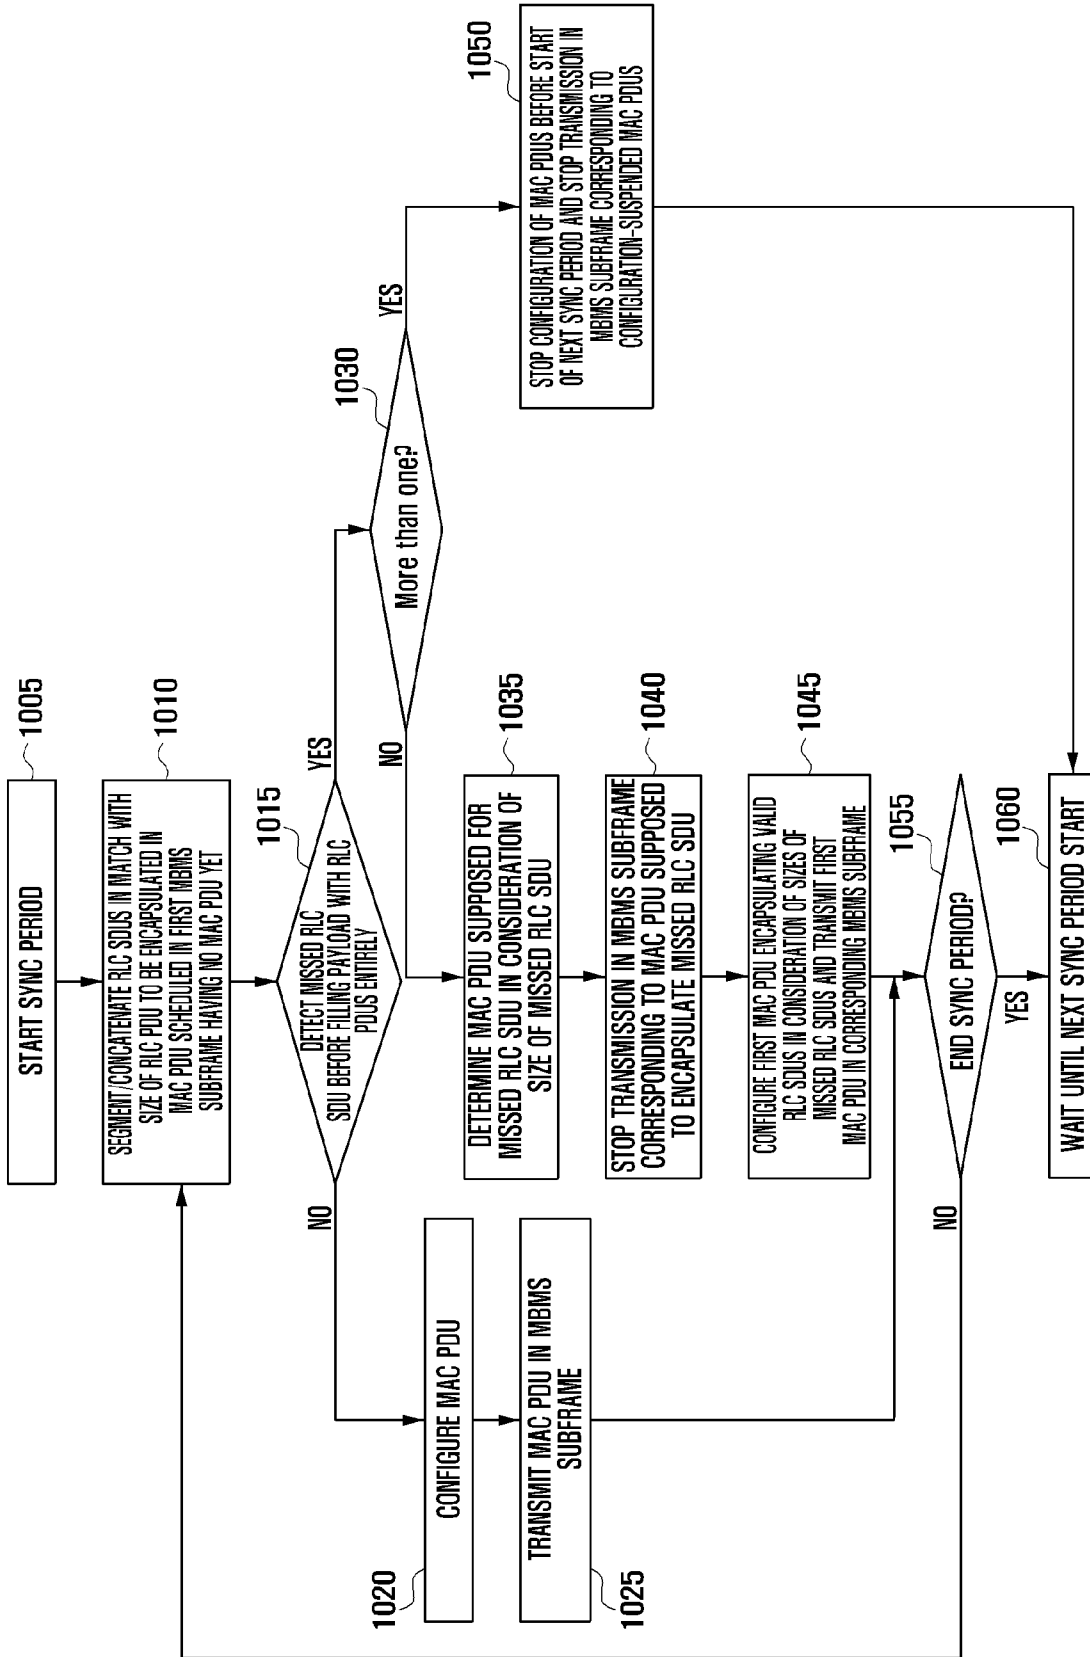 START SYNC PERIOD
1005
SEGMENT/CONCATENATE RLC SDUS IN MATCH WITH
SIZE OF RLC PDU TO BE ENCAPSULATED IN
MAC PDU SCHEDULED IN FIRST MBMS
SUBFRAME HAVING NO MAC PDU YET
1010
DETECT MISSED RLC
SDU BEFORE FILLING PAYLOAD WITH RLC
PDUS ENTIRELY
1015
NO
YES
CONFIGURE MAC PDU
1020
TRANSMIT MAC PDU IN MBMS
SUBFRAME
1025
More than one?
1030
NO
YES
DETERMINE MAC PDU SUPPOSED FOR
MISSED RLC SDU IN CONSIDERATION OF
SIZE OF MISSED RLC SDU
1035
STOP TRANSMISSION IN MBMS SUBFRAME
CORRESPONDING TO MAC PDU SUPPOSED
TO ENCAPSULATE MISSED RLC SDU
1040
CONFIGURE FIRST MAC PDU ENCAPSULATING VALID
RLC SDUS IN CONSIDERATION OF SIZES OF
MISSED RLC SDUS AND TRANSMIT FIRST
MAC PDU IN CORRESPONDING MBMS SUBFRAME
1045
STOP CONFIGURATION OF MAC PDUS BEFORE START
OF NEXT SYNC PERIOD AND STOP TRANSMISSION IN
MBMS SUBFRAME CORRESPONDING TO
CONFIGURATION-SUSPENDED MAC PDUS
1050
END SYNC PERIOD?
1055
NO
YES
WAIT UNTIL NEXT SYNC PERIOD START
1060